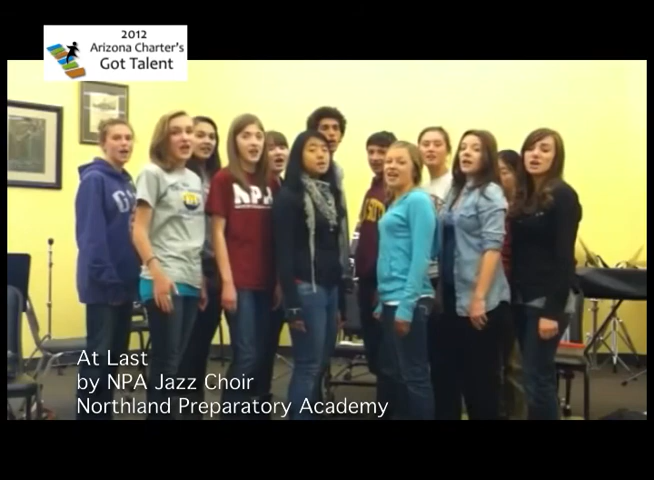 2012
Arizona Charter's
Got Talent
NPA
At Last
by NPA Jazz Choir
Northland Preparatory Academy